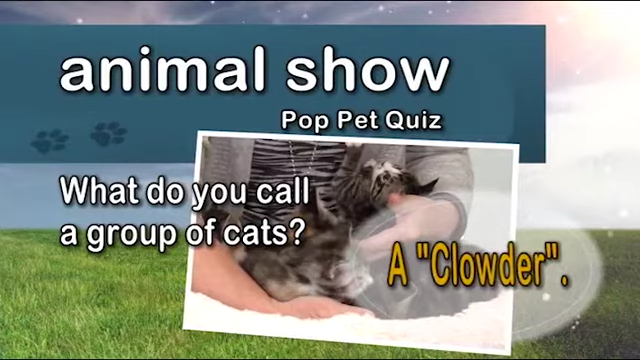 animal show
Pop Pet Quiz
What do you call
a group of cats?
A "Clowder".